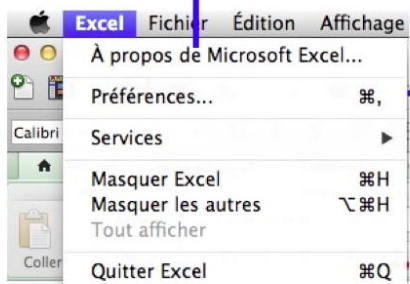 Excel Fichier Édition Affichage
À propos de Microsoft Excel...
Préférences... ⌘,
Calibri
Services ▶
Masquer Excel ⌘H
Masquer les autres ⌥⌘H
Tout afficher
Coller
Quitter Excel ⌘Q